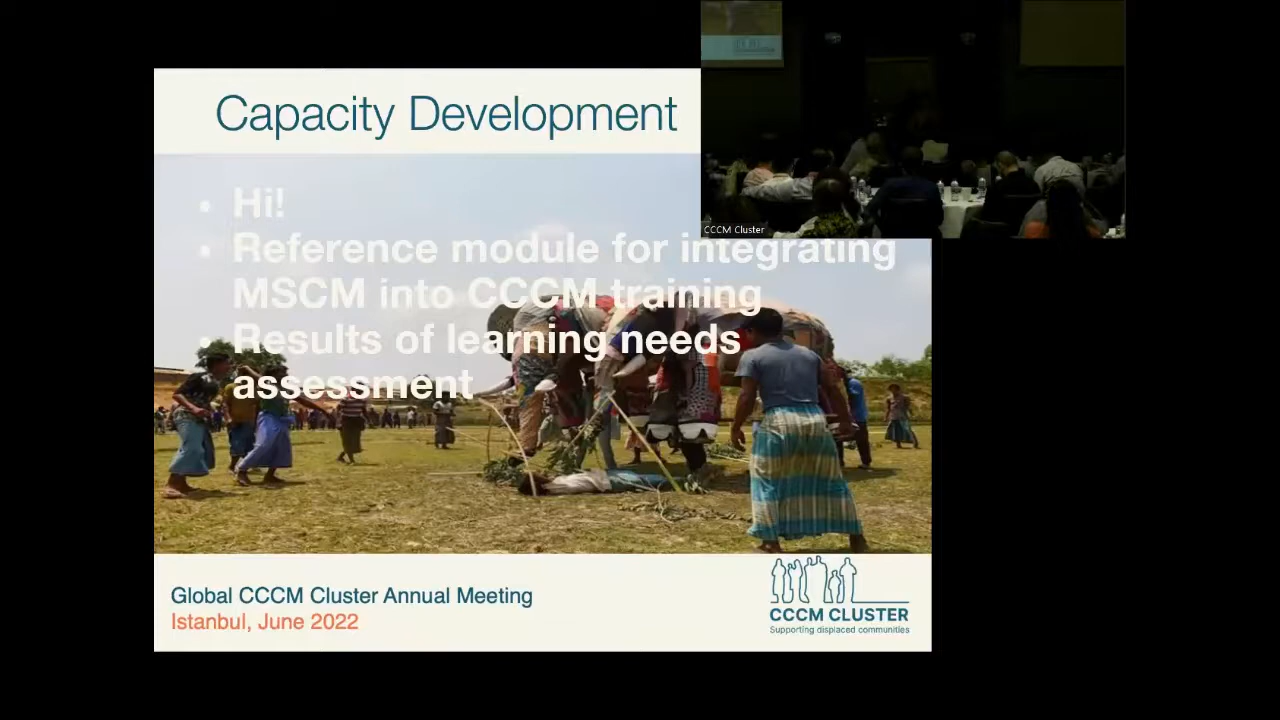 Capacity Development
• Hi!
• Reference module for integrating
MSCM into CCCM training
• Results of learning needs
assessment
CCCM Cluster
Global CCCM Cluster Annual Meeting
Istanbul, June 2022
CCCM CLUSTER
Supporting displaced communities